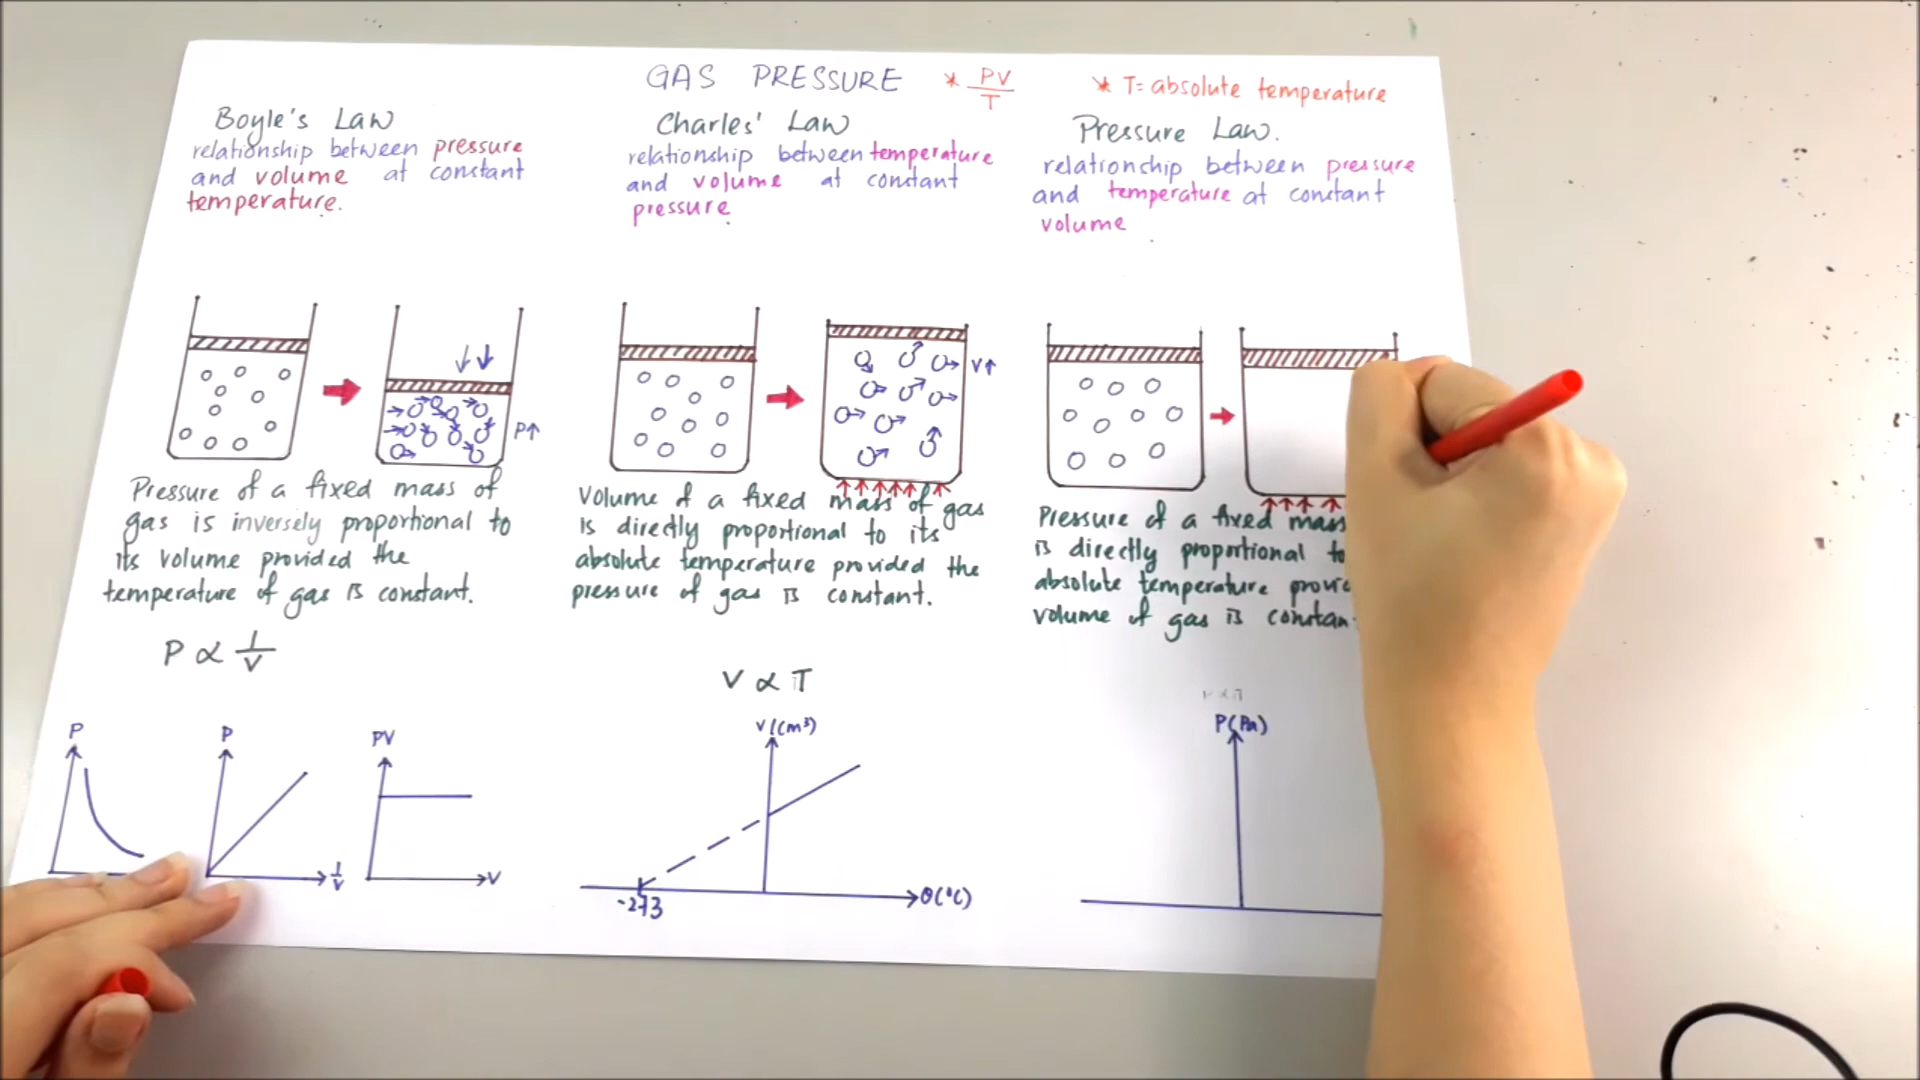 GAS PRESSURE * PV
T
* T = absolute temperature
Boyle's Law
relationship between pressure
and volume at constant
temperature.
P↑
Pressure of a fixed mass of
gas is inversely proportional to
its volume provided the
temperature of gas is constant.
P ∝ 1/V
P
P
1/V
PV
V
Charles' Law
relationship between temperature
and volume at constant
pressure.
V↑
Volume of a fixed mass of gas
is directly proportional to its
absolute temperature provided the
pressure of gas is constant.
V ∝ T
V/(m³)
-273
θ(°C)
Pressure Law.
relationship between pressure
and temperature at constant
volume
Pressure of a fixed mass
is directly proportional to
absolute temperature
volume of gas is
P(Pa)